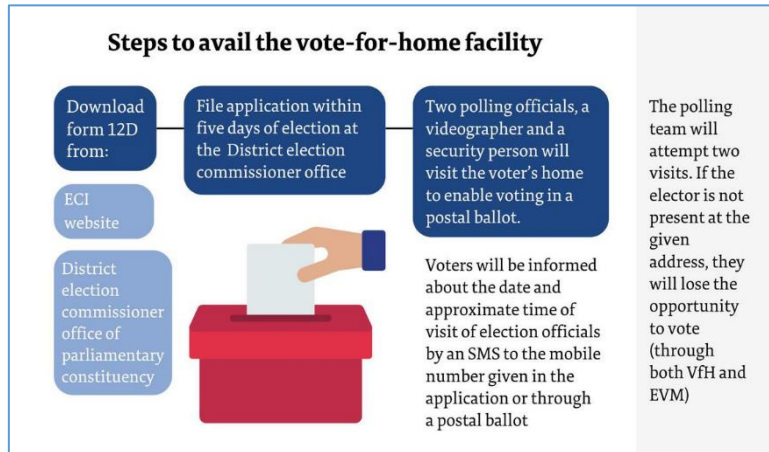 Steps to avail the vote-for-home facility
Download
form 12D
from:
ECI
website
District
election
commissioner
office of
parliamentary
constituency
File application within
five days of election at
the District election
commissioner office
Two polling officials, a
videographer and a
security person will
visit the voter's home
to enable voting in a
postal ballot.
Voters will be informed
about the date and
approximate time of
visit of election officials
by an SMS to the mobile
number given in the
application or through
a postal ballot
The polling
team will
attempt two
visits. If the
elector is not
present at the
given
address, they
will lose the
opportunity
to vote
(through
both VfH and
EVM)